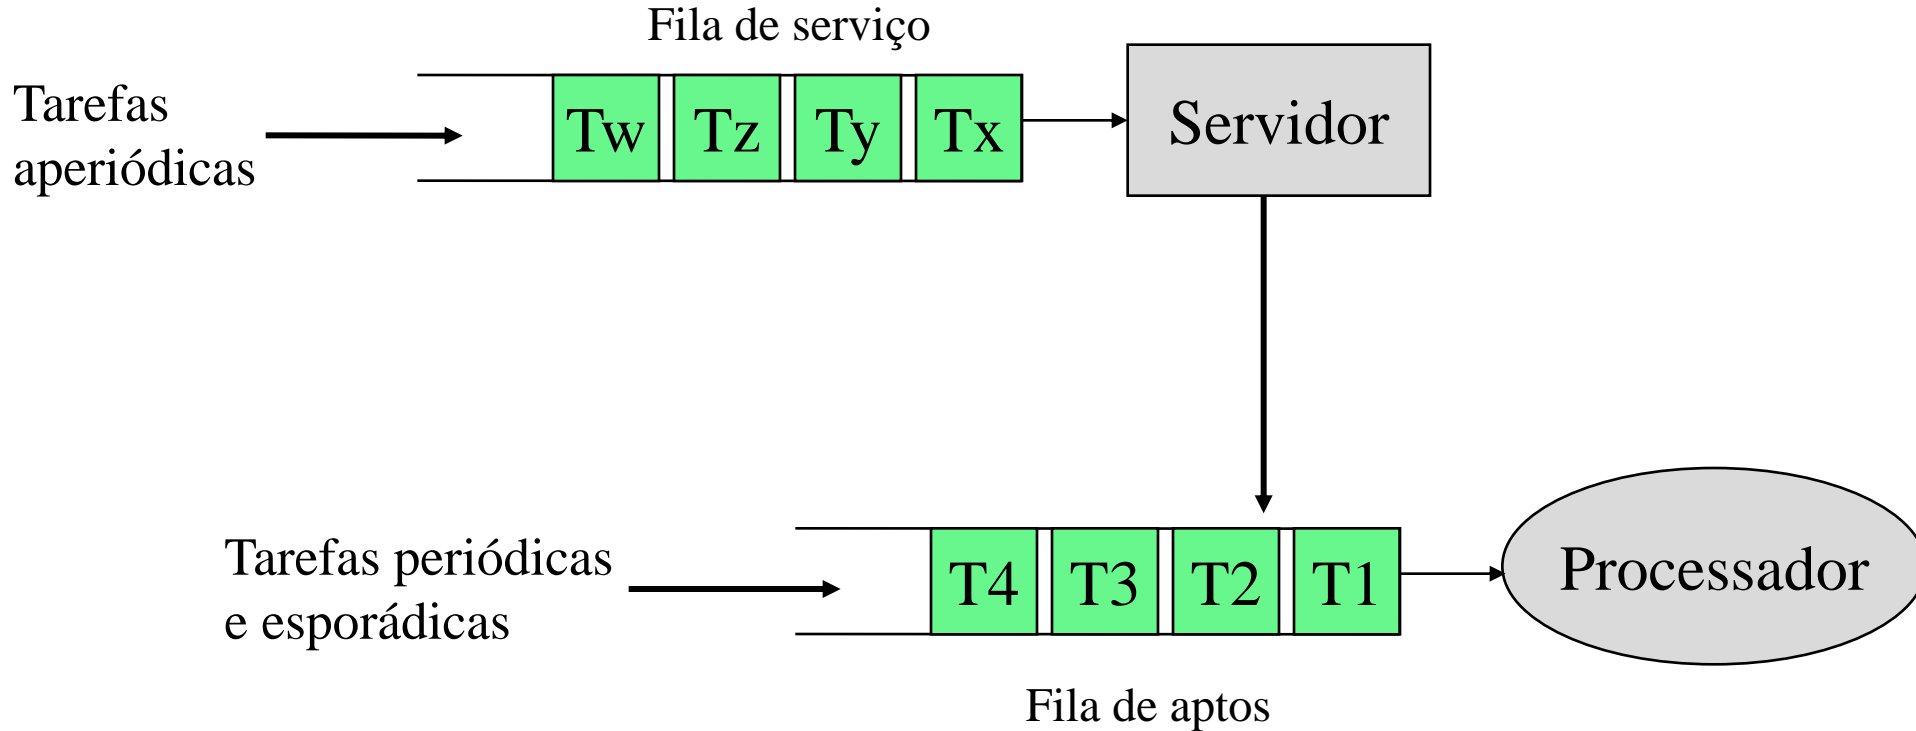 Fila de serviço
Tarefas
aperiódicas
Tw Tz Ty Tx
Servidor
Tarefas periódicas
e esporádicas
T4 T3 T2 T1
Processador
Fila de aptos